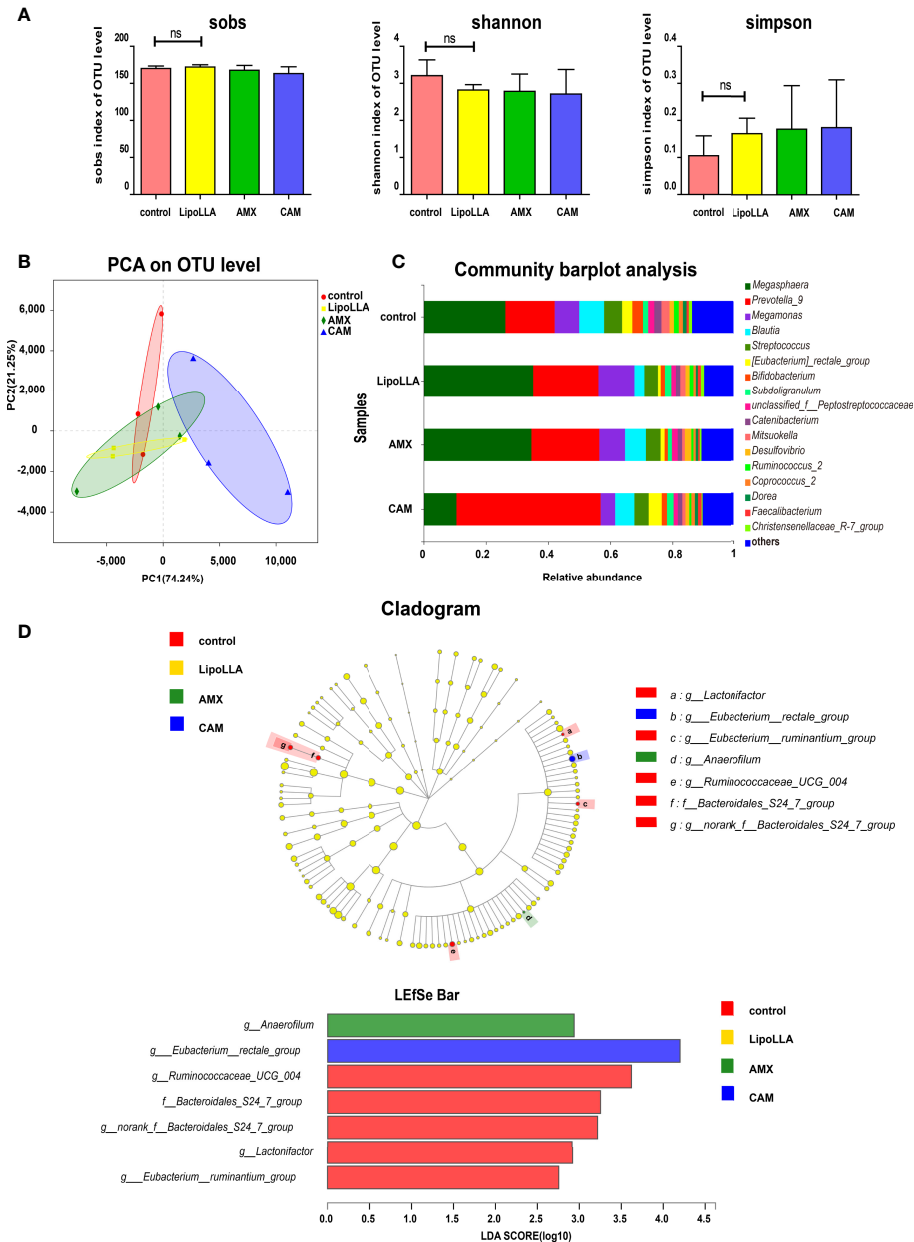 A
sobs
shannon
simpson
ns
ns
ns
sobs index of OTU level
200
150
100
50
0
shannon index of OTU level
4
3
2
1
0
simpson index of OTU level
0.4
0.3
0.2
0.1
0.0
control LipoLLA AMX CAM
control LipoLLA AMX CAM
control LipoLLA AMX CAM
B
PCA on OTU level
control
LipoLLA
AMX
CAM
PC2(21.25%)
6,000
4,000
2,000
0
-2,000
-4,000
-5,000 0 5,000 10,000
PC1(74.24%)
C
Community barplot analysis
Samples
control
LipoLLA
AMX
CAM
0 0.2 0.4 0.6 0.8 1
Relative abundance
Megasphaera
Prevotella_9
Megamonas
Blautia
Streptococcus
[Eubacterium]_rectale_group
Bifidobacterium
Subdoligranulum
unclassified_f__Peptostreptococcaceae
Catenibacterium
Mitsuokella
Desulfovibrio
Ruminococcus_2
Coprococcus_2
Dorea
Faecalibacterium
Christensenellaceae_R-7_group
others
D
Cladogram
control
LipoLLA
AMX
CAM
a
b
c
d
e
f
g
a : g__Lactonifactor
b : g___Eubacterium__rectale_group
c : g___Eubacterium__ruminantium_group
d : g__Anaerofilum
e : g__Ruminococcaceae_UCG_004
f : f__Bacteroidales_S24_7_group
g : g__norank_f__Bacteroidales_S24_7_group
LEfSe Bar
g__Anaerofilum
g___Eubacterium__rectale_group
g__Ruminococcaceae_UCG_004
f__Bacteroidales_S24_7_group
g__norank_f__Bacteroidales_S24_7_group
g__Lactonifactor
g___Eubacterium__ruminantium_group
0.0 0.5 1.0 1.5 2.0 2.5 3.0 3.5 4.0 4.5
LDA SCORE(log10)
control
LipoLLA
AMX
CAM